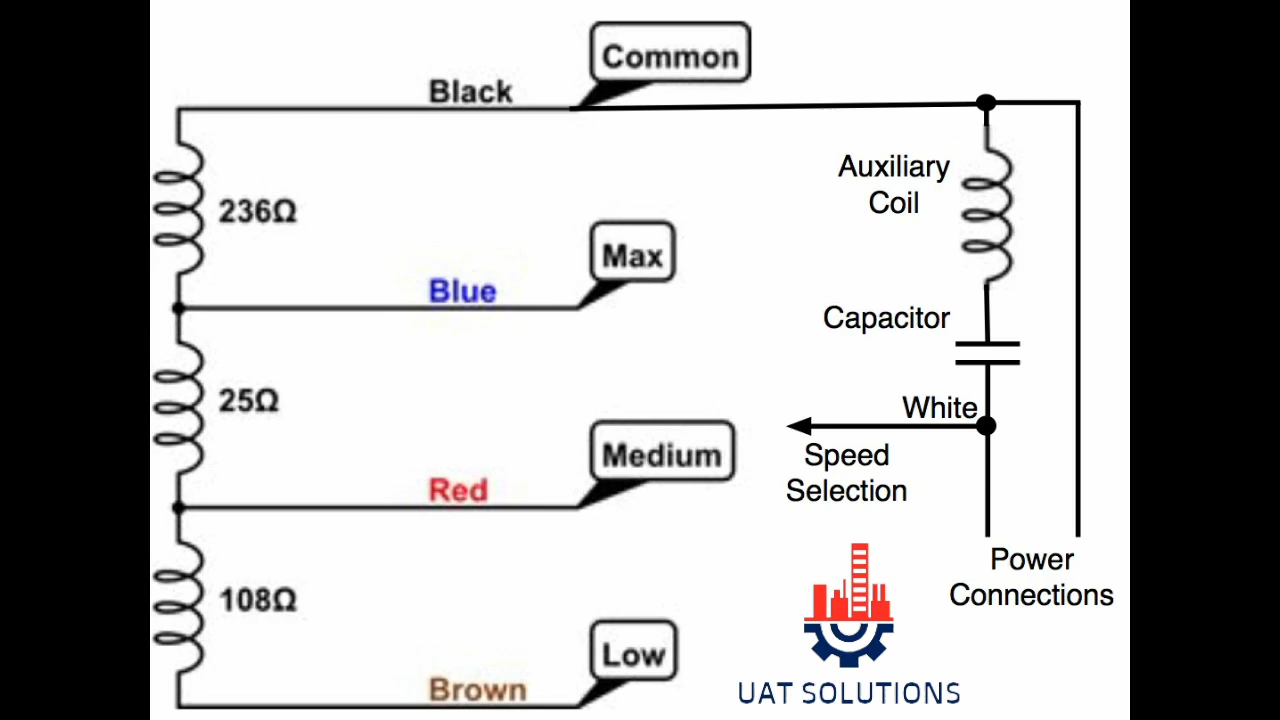 Common
Black
Auxiliary
Coil
236Ω
Max
Blue
Capacitor
25Ω
White
Speed
Selection
Medium
Red
Power
Connections
108Ω
Low
Brown
UAT SOLUTIONS